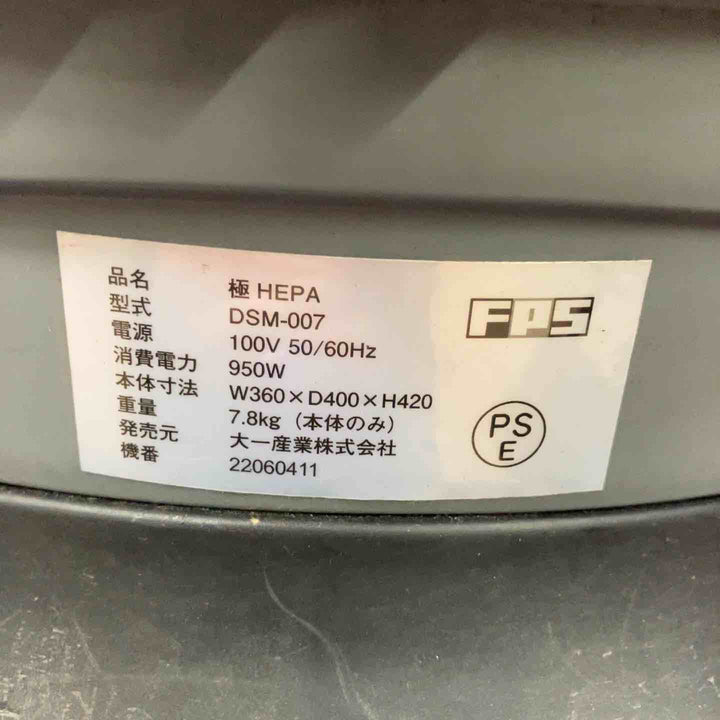 品名 極 HEPA
型式 DSM-007
電源 100V 50/60Hz
消費電力 950W
本体寸法 W360×D400×H420
重量 7.8kg（本体のみ）
発売元 大一産業株式会社
機番 22060411
FPS
PS
E